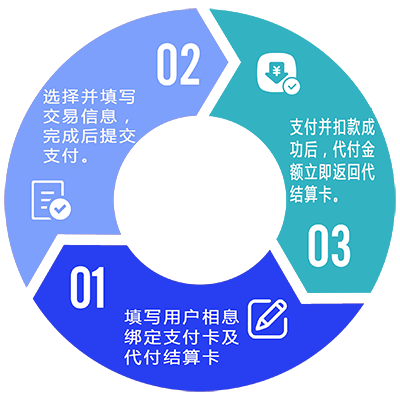 01
填写用户相息
绑定支付卡及
代付结算卡
02
选择并填写
交易信息，
完成后提交
支付。
¥
支付并扣款成
功后，代付金
额立即返回代
结算卡。
03